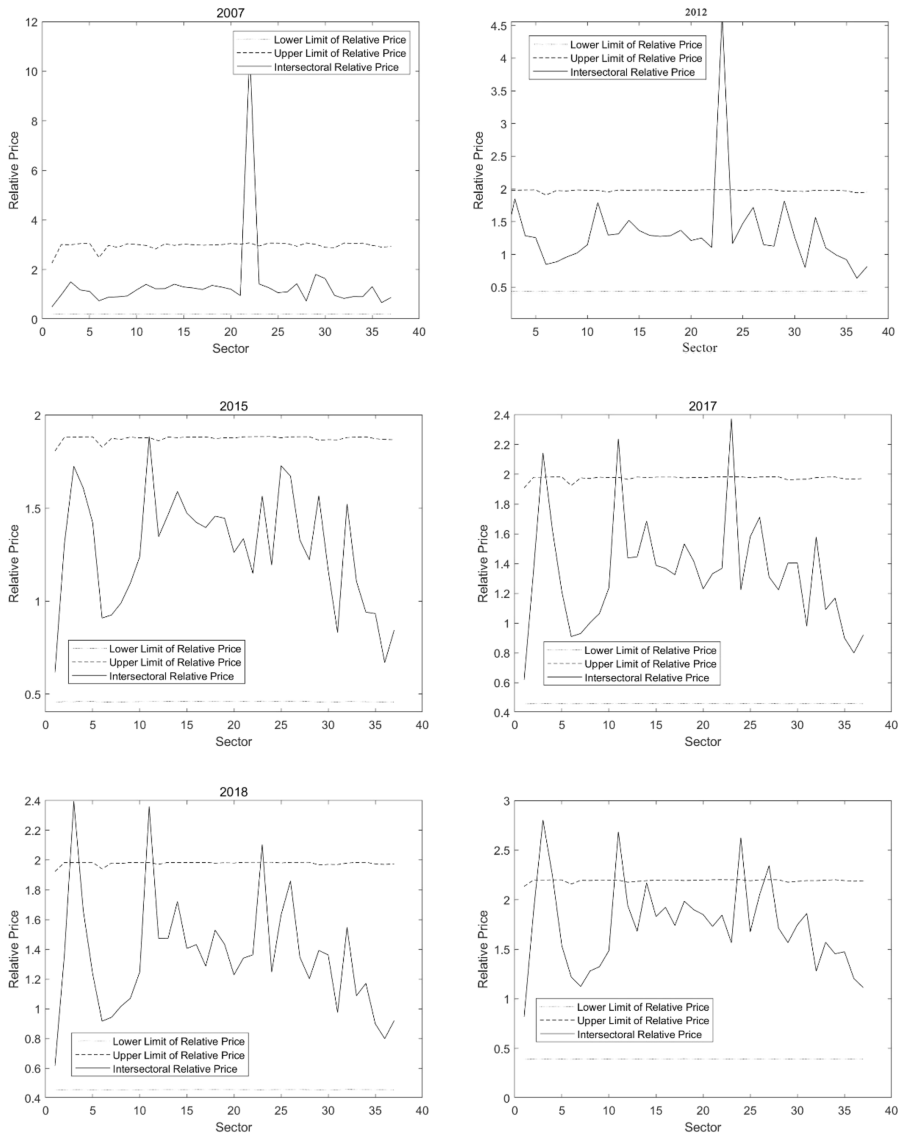 2007
12
10
8
6
4
2
0
Relative Price
Lower Limit of Relative Price
Upper Limit of Relative Price
Intersectoral Relative Price
0 5 10 15 20 25 30 35 40
Sector
2012
4.5
4
3.5
3
2.5
2
1.5
1
0.5
Relative Price
Lower Limit of Relative Price
Upper Limit of Relative Price
Intersectoral Relative Price
5 10 15 20 25 30 35 40
Sector
2015
2
1.5
1
0.5
Relative Price
Lower Limit of Relative Price
Upper Limit of Relative Price
Intersectoral Relative Price
0 5 10 15 20 25 30 35 40
Sector
2017
2.4
2.2
2
1.8
1.6
1.4
1.2
1
0.8
0.6
0.4
Relative Price
Lower Limit of Relative Price
Upper Limit of Relative Price
Intersectoral Relative Price
0 5 10 15 20 25 30 35 40
Sector
2018
2.4
2.2
2
1.8
1.6
1.4
1.2
1
0.8
0.6
0.4
Relative Price
Lower Limit of Relative Price
Upper Limit of Relative Price
Intersectoral Relative Price
0 5 10 15 20 25 30 35 40
Sector
3
2.5
2
1.5
1
0.5
0
Relative Price
Lower Limit of Relative Price
Upper Limit of Relative Price
Intersectoral Relative Price
0 5 10 15 20 25 30 35 40
Sector